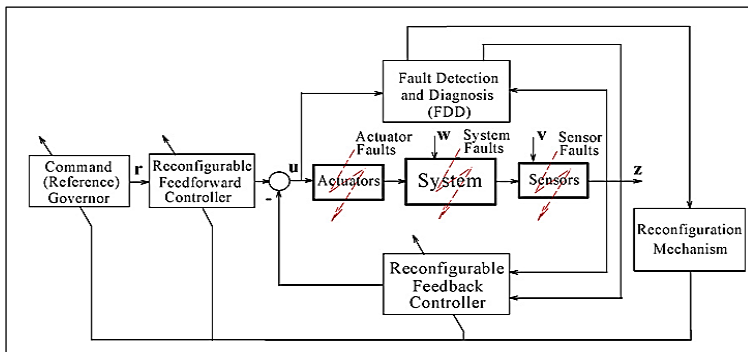 Fault Detection
and Diagnosis
(FDD)
Actuator
Faults
w
System
Faults
v
Sensor
Faults
Command
(Reference)
Governor
r
Reconfigurable
Feedforward
Controller
-
u
Actuators
System
Sensors
z
Reconfiguration
Mechanism
Reconfigurable
Feedback
Controller